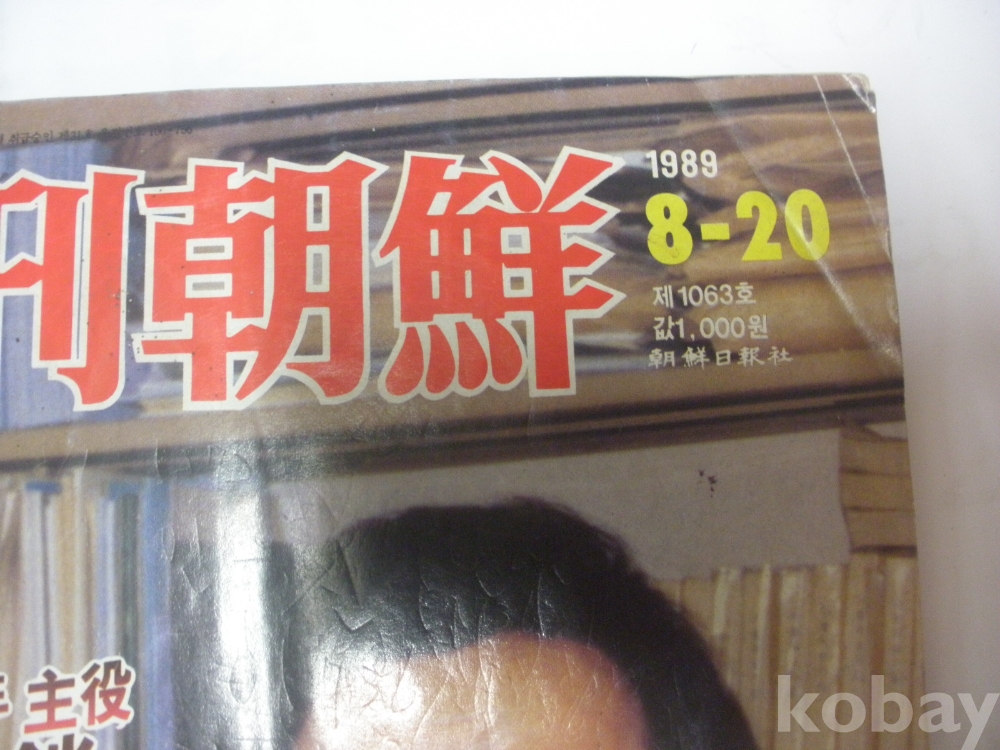 刊朝鮮
1989
8-20
제1063호
값1,000원
朝鮮日報社
主役
kobay